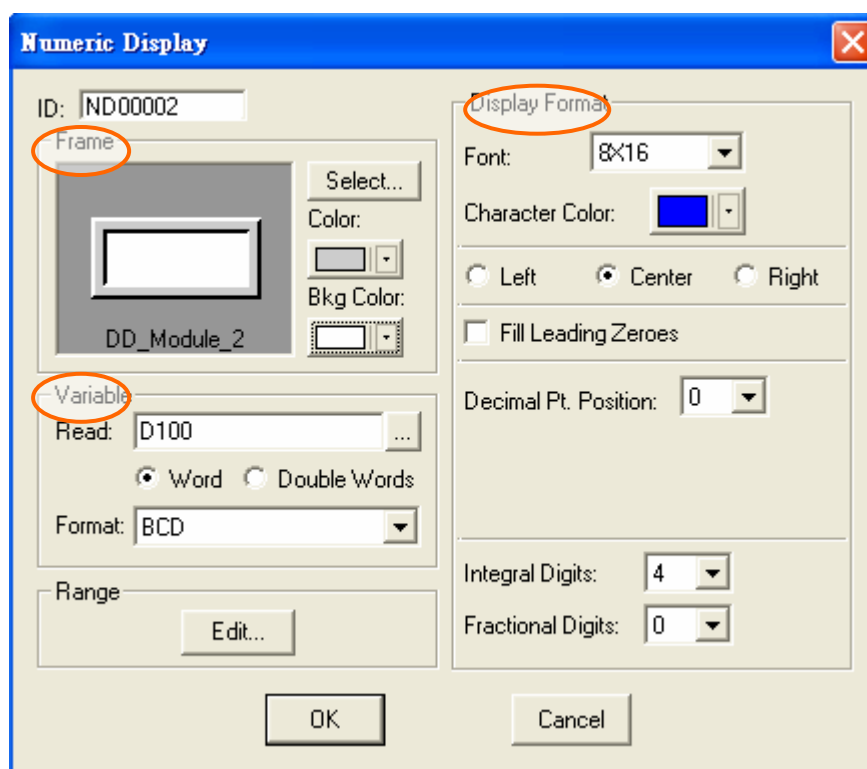 Numeric Display
ID: ND00002
Frame
Select...
Color:
Bkg Color:
DD_Module_2
Variable
Read: D100 ...
Word Double Words
Format: BCD
Range
Edit...
Display Format
Font: 8X16
Character Color:
Left Center Right
Fill Leading Zeroes
Decimal Pt. Position: 0
Integral Digits: 4
Fractional Digits: 0
OK Cancel